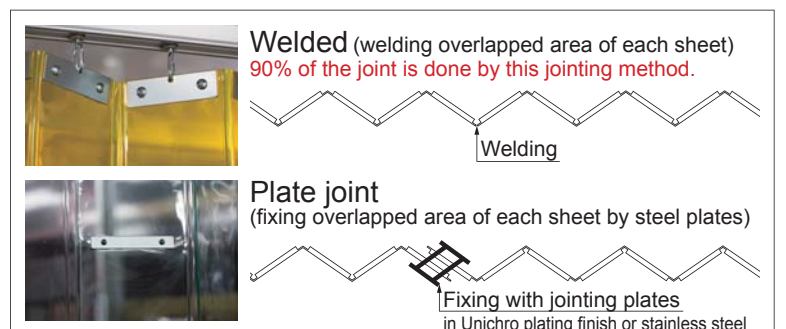 Welded (welding overlapped area of each sheet)
90% of the joint is done by this jointing method.
Welding
Plate joint
(fixing overlapped area of each sheet by steel plates)
Fixing with jointing plates
in Unichro plating finish or stainless steel